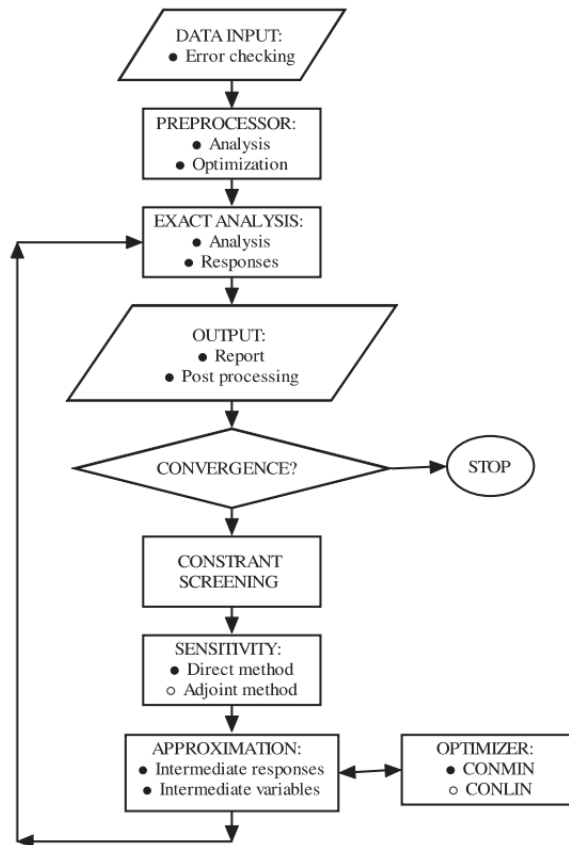 DATA INPUT:
● Error checking
PREPROCESSOR:
● Analysis
● Optimization
EXACT ANALYSIS:
● Analysis
● Responses
OUTPUT:
● Report
● Post processing
CONVERGENCE?
STOP
CONSTRANT
SCREENING
SENSITIVITY:
● Direct method
○ Adjoint method
APPROXIMATION:
● Intermediate responses
● Intermediate variables
OPTIMIZER:
● CONMIN
○ CONLIN